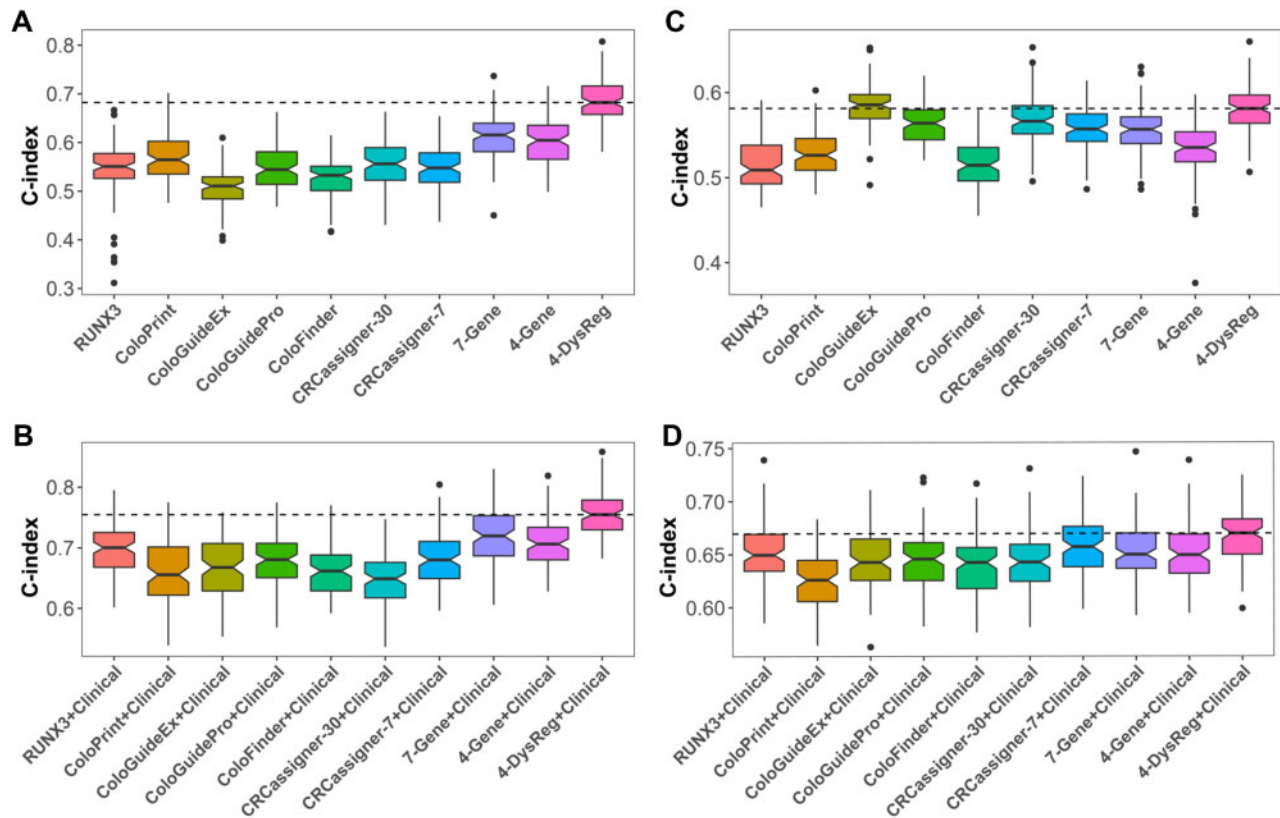 A
C-index
0.8
0.7
0.6
0.5
0.4
0.3
RUNX3
ColoPrint
ColoGuideEx
ColoGuidePro
ColoFinder
CRCassigner-30
CRCassigner-7
7-Gene
4-Gene
4-DysReg
C
C-index
0.6
0.5
0.4
RUNX3
ColoPrint
ColoGuideEx
ColoGuidePro
ColoFinder
CRCassigner-30
CRCassigner-7
7-Gene
4-Gene
4-DysReg
B
C-index
0.8
0.7
0.6
RUNX3+Clinical
ColoPrint+Clinical
ColoGuideEx+Clinical
ColoGuidePro+Clinical
ColoFinder+Clinical
CRCassigner-30+Clinical
CRCassigner-7+Clinical
7-Gene+Clinical
4-Gene+Clinical
4-DysReg+Clinical
D
C-index
0.75
0.70
0.65
0.60
RUNX3+Clinical
ColoPrint+Clinical
ColoGuideEx+Clinical
ColoGuidePro+Clinical
ColoFinder+Clinical
CRCassigner-30+Clinical
CRCassigner-7+Clinical
7-Gene+Clinical
4-Gene+Clinical
4-DysReg+Clinical